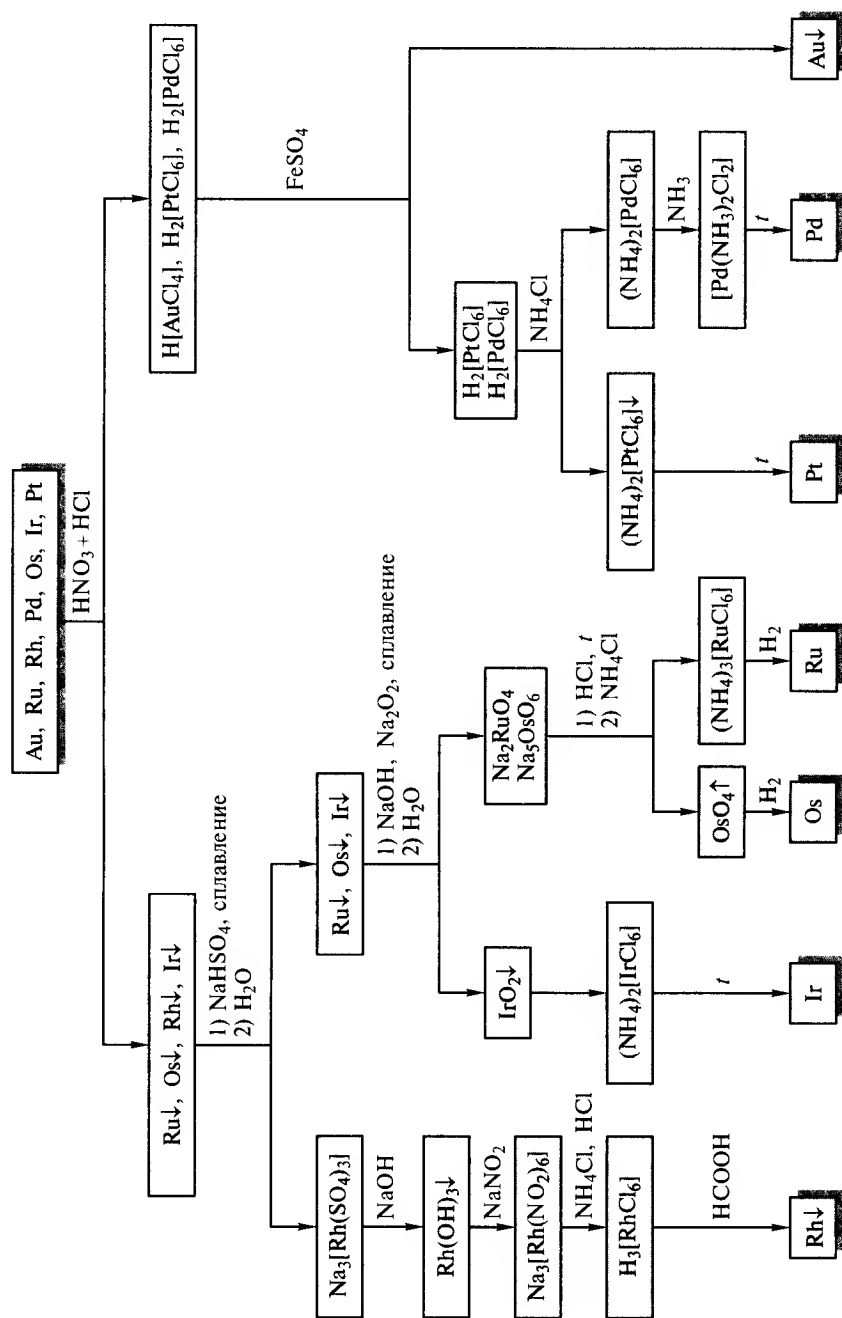 Au, Ru, Rh, Pd, Os, Ir, Pt
HNO₃ + HCl
Ru↓, Os↓, Rh↓, Ir↓
1) NaHSO₄, сплавление
2) H₂O
Na₃[Rh(SO₄)₃]
NaOH
Rh(OH)₃↓
NaNO₂
Na₃[Rh(NO₂)₆]
NH₄Cl, HCl
H₃[RhCl₆]
HCOOH
Rh↓
Ru↓, Os↓, Ir↓
1) NaOH, Na₂O₂, сплавление
2) H₂O
IrO₂↓
(NH₄)₂[IrCl₆]
t
Ir
Na₂RuO₄
Na₅OsO₆
1) HCl, t
2) NH₄Cl
OsO₄↑
H₂
Os
(NH₄)₃[RuCl₆]
H₂
Ru
H[AuCl₄], H₂[PtCl₆], H₂[PdCl₆]
FeSO₄
H₂[PtCl₆]
H₂[PdCl₆]
NH₄Cl
(NH₄)₂[PtCl₆]↓
t
Pt
(NH₄)₂[PdCl₆]
NH₃
[Pd(NH₃)₂Cl₂]
t
Pd
Au↓